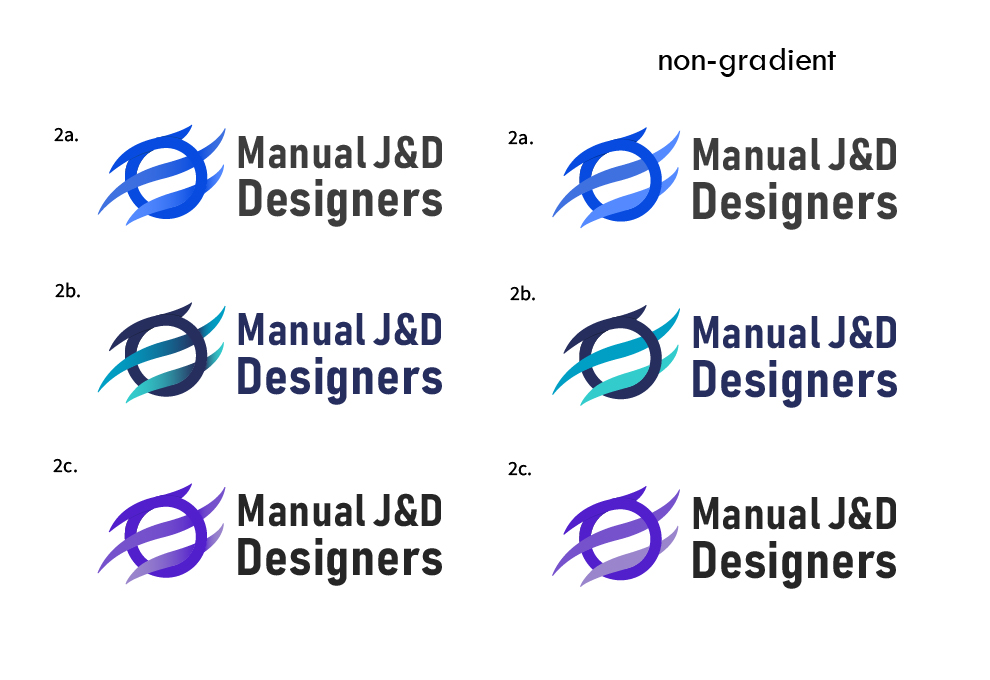 non-gradient
2a.
Manual J&D
Designers
2a.
Manual J&D
Designers
2b.
Manual J&D
Designers
2b.
Manual J&D
Designers
2c.
Manual J&D
Designers
2c.
Manual J&D
Designers